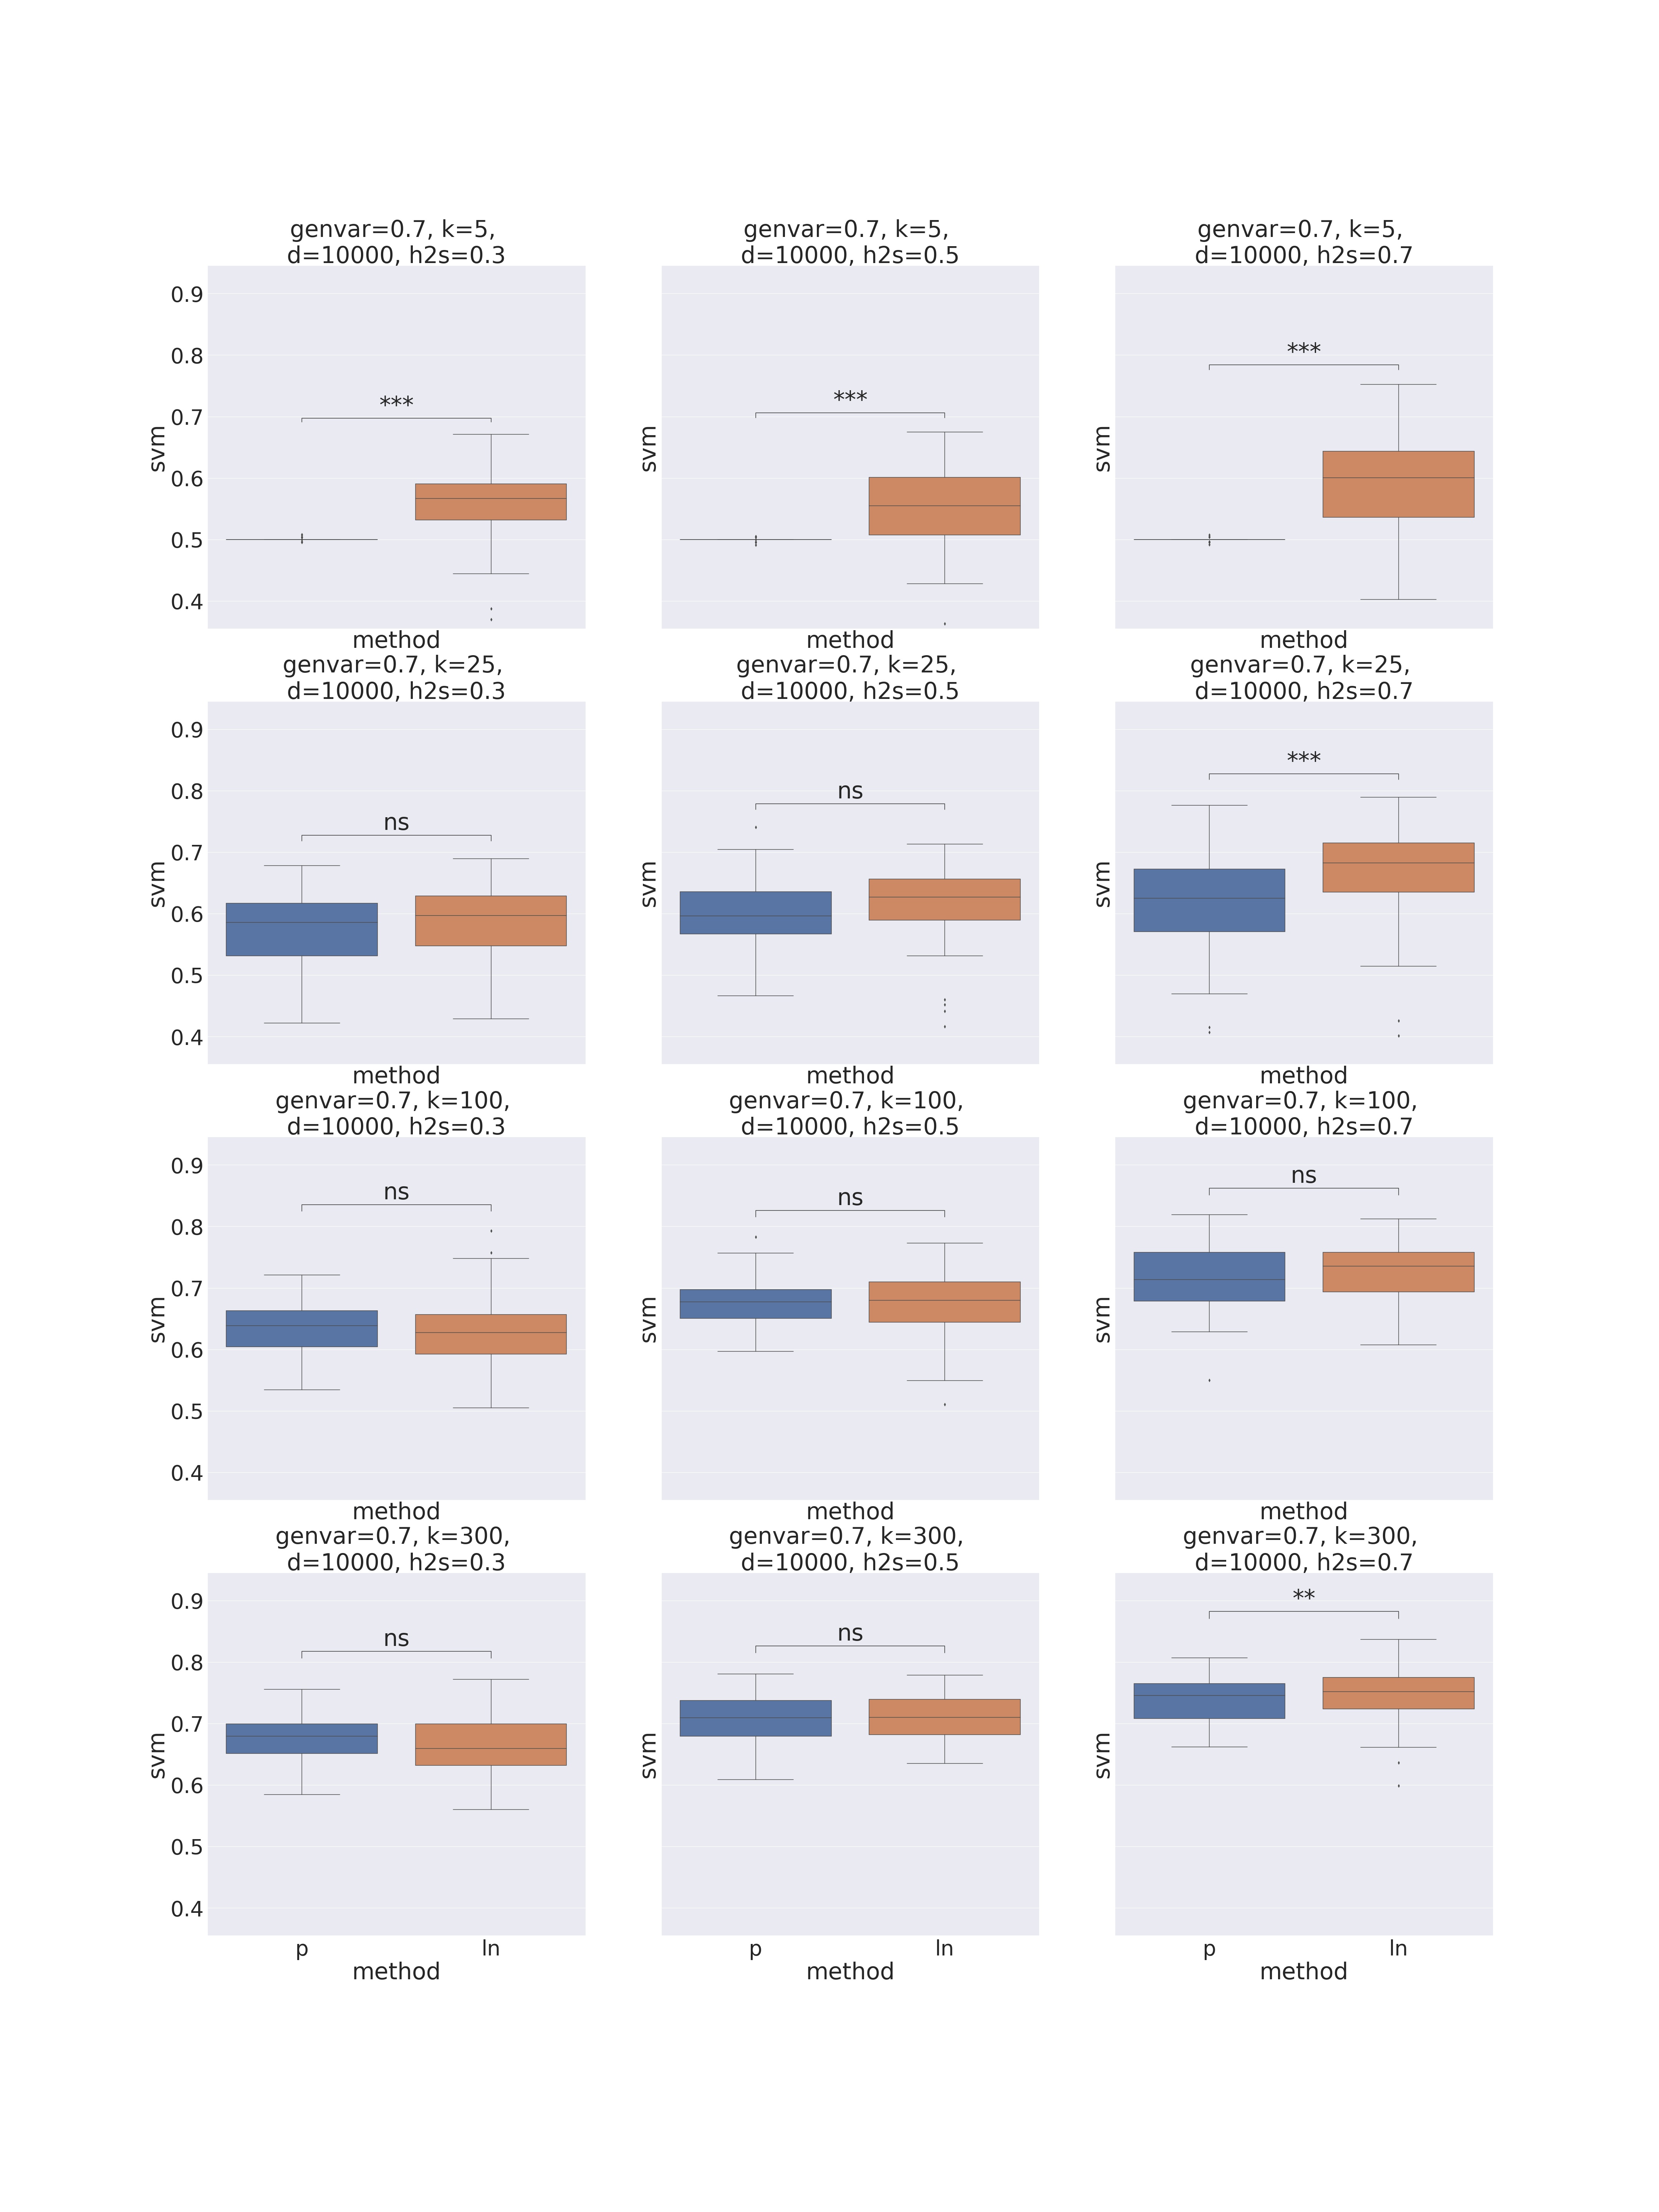 genvar=0.7, k=5,
d=10000, h2s=0.3
genvar=0.7, k=5,
d=10000, h2s=0.5
genvar=0.7, k=5,
d=10000, h2s=0.7
0.9
0.8
0.7
0.6
0.5
0.4
svm
***
method
svm
***
method
svm
***
method
genvar=0.7, k=25,
d=10000, h2s=0.3
genvar=0.7, k=25,
d=10000, h2s=0.5
genvar=0.7, k=25,
d=10000, h2s=0.7
0.9
0.8
0.7
0.6
0.5
0.4
svm
ns
method
svm
ns
method
svm
***
method
genvar=0.7, k=100,
d=10000, h2s=0.3
genvar=0.7, k=100,
d=10000, h2s=0.5
genvar=0.7, k=100,
d=10000, h2s=0.7
0.9
0.8
0.7
0.6
0.5
0.4
svm
ns
method
svm
ns
method
svm
ns
method
genvar=0.7, k=300,
d=10000, h2s=0.3
genvar=0.7, k=300,
d=10000, h2s=0.5
genvar=0.7, k=300,
d=10000, h2s=0.7
0.9
0.8
0.7
0.6
0.5
0.4
svm
ns
p ln
method
svm
ns
p ln
method
svm
**
p ln
method